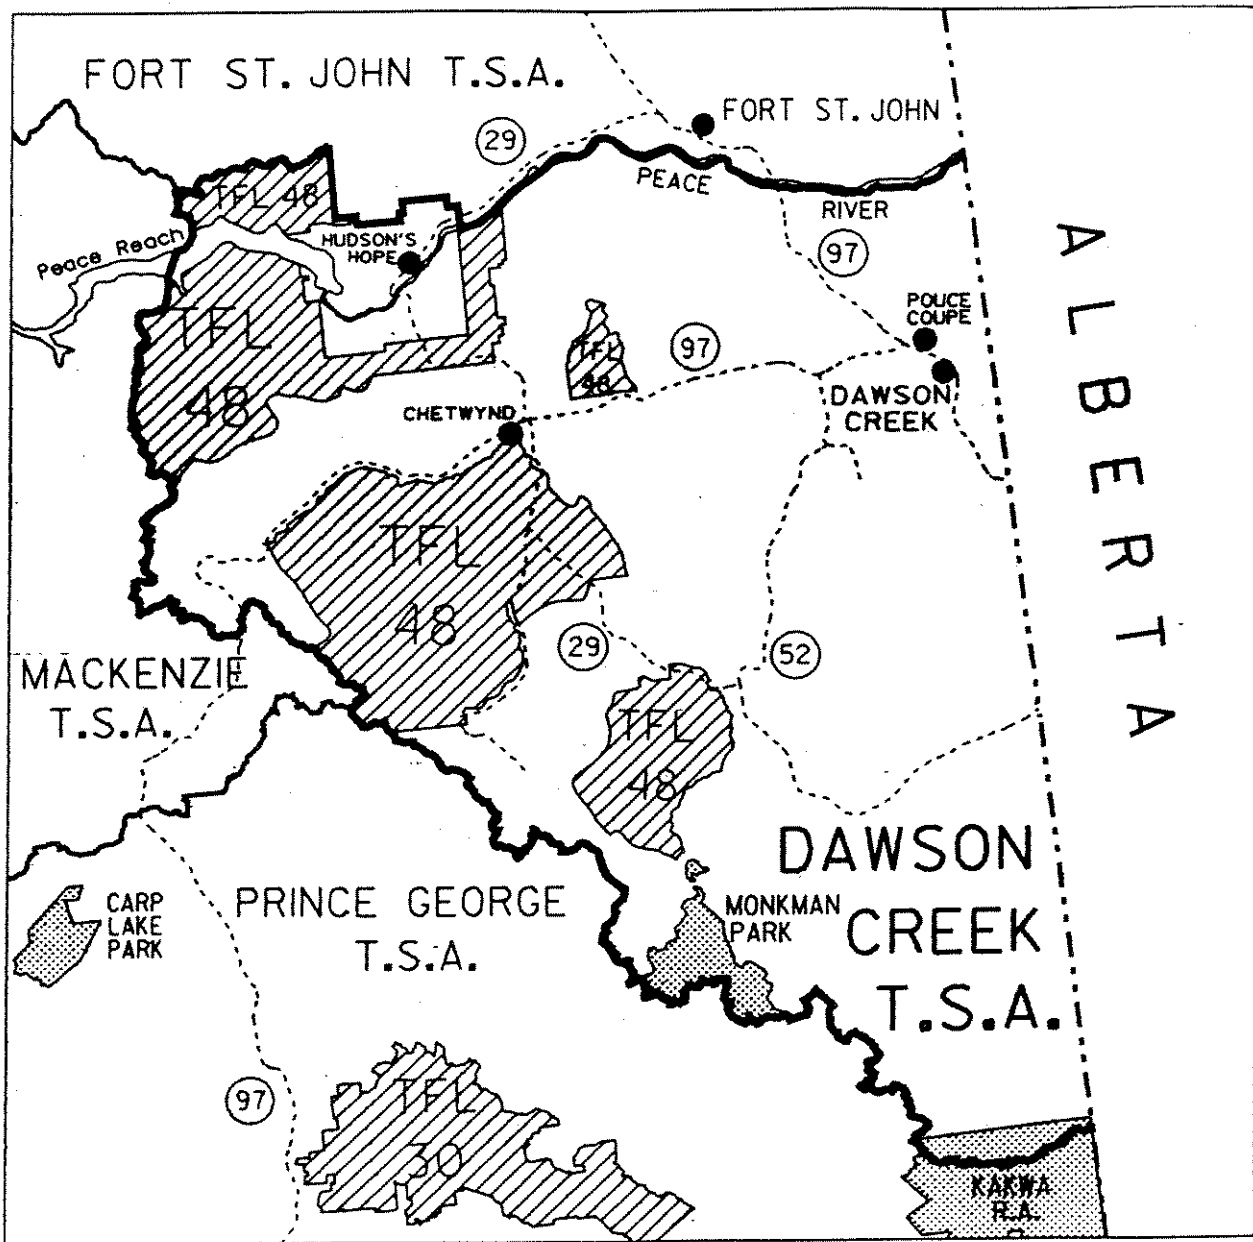 FORT ST. JOHN T.S.A.
FORT ST. JOHN
29
PEACE
RIVER
TFL 48
HUDSON'S
HOPE
Peace Reach
97
ALBERTA
POUCE
COUPE
TFL
48
TFL
48
97
DAWSON
CREEK
CHETWYND
TFL
48
29
52
MACKENZIE
T.S.A.
TFL
48
DAWSON
CREEK
T.S.A.
CARP
LAKE
PARK
PRINCE GEORGE
T.S.A.
MONKMAN
PARK
97
TFL
30
KAKWA
R.A.